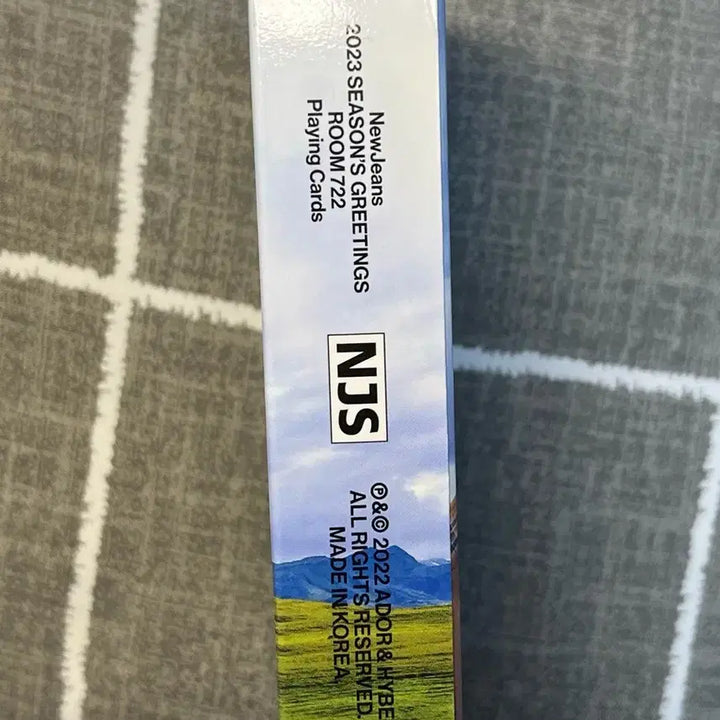 NewJeans
2023 SEASON'S GREETINGS
ROOM 722
Playing Cards
NJS
℗&© 2022 ADOR & HYBE
ALL RIGHTS RESERVED.
MADE IN KOREA.